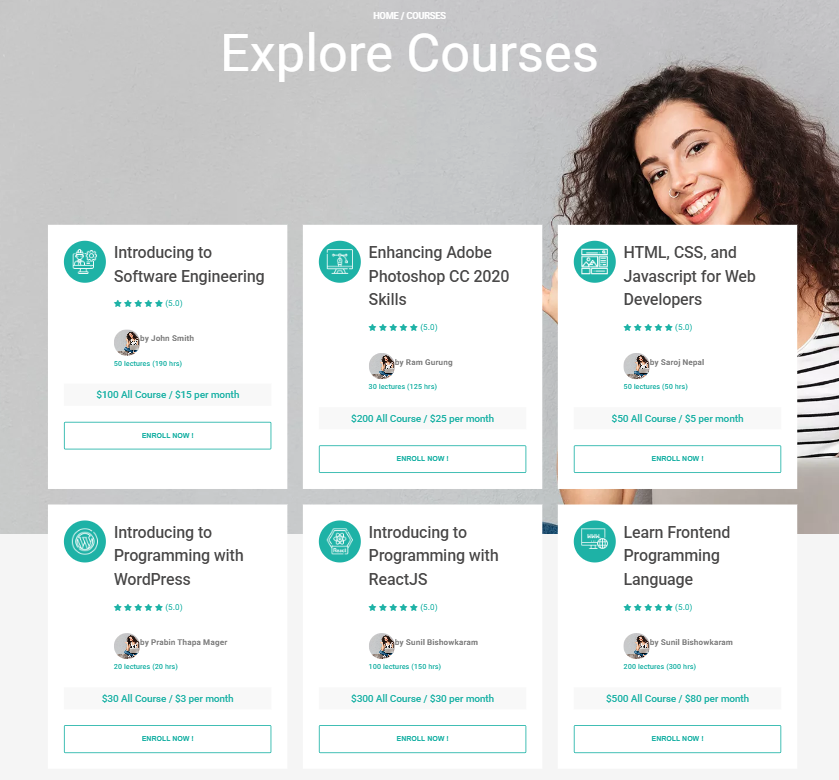 HOME / COURSES
Explore Courses
Introducing to
Software Engineering
(5.0)
by John Smith
50 lectures (190 hrs)
$100 All Course / $15 per month
ENROLL NOW !
Enhancing Adobe
Photoshop CC 2020
Skills
(5.0)
by Ram Gurung
30 lectures (125 hrs)
$200 All Course / $25 per month
ENROLL NOW !
HTML, CSS, and
Javascript for Web
Developers
(5.0)
by Saroj Nepal
50 lectures (50 hrs)
$50 All Course / $5 per month
ENROLL NOW !
Introducing to
Programming with
WordPress
(5.0)
by Prabin Thapa Mager
20 lectures (20 hrs)
$30 All Course / $3 per month
ENROLL NOW !
Introducing to
Programming with
ReactJS
(5.0)
by Sunil Bishowkaram
100 lectures (150 hrs)
$300 All Course / $30 per month
ENROLL NOW !
Learn Frontend
Programming
Language
(5.0)
by Sunil Bishowkaram
200 lectures (300 hrs)
$500 All Course / $80 per month
ENROLL NOW !